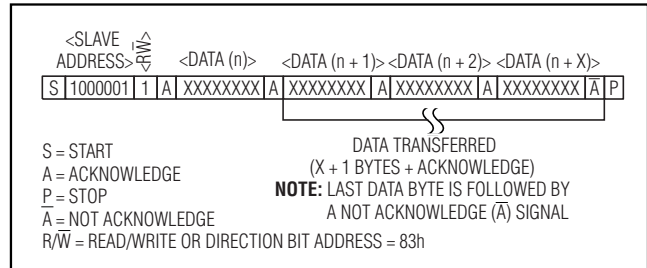 <SLAVE
ADDRESS> <R/W̅> <DATA (n)> <DATA (n + 1)> <DATA (n + 2)> <DATA (n + X)>
S 1000001 1 A XXXXXXXX A XXXXXXXX A XXXXXXXX A XXXXXXXX A̅ P
S = START
A = ACKNOWLEDGE
P = STOP
A̅ = NOT ACKNOWLEDGE
R/W̅ = READ/WRITE OR DIRECTION BIT ADDRESS = 83h
DATA TRANSFERRED
(X + 1 BYTES + ACKNOWLEDGE)
NOTE: LAST DATA BYTE IS FOLLOWED BY
A NOT ACKNOWLEDGE (A̅) SIGNAL